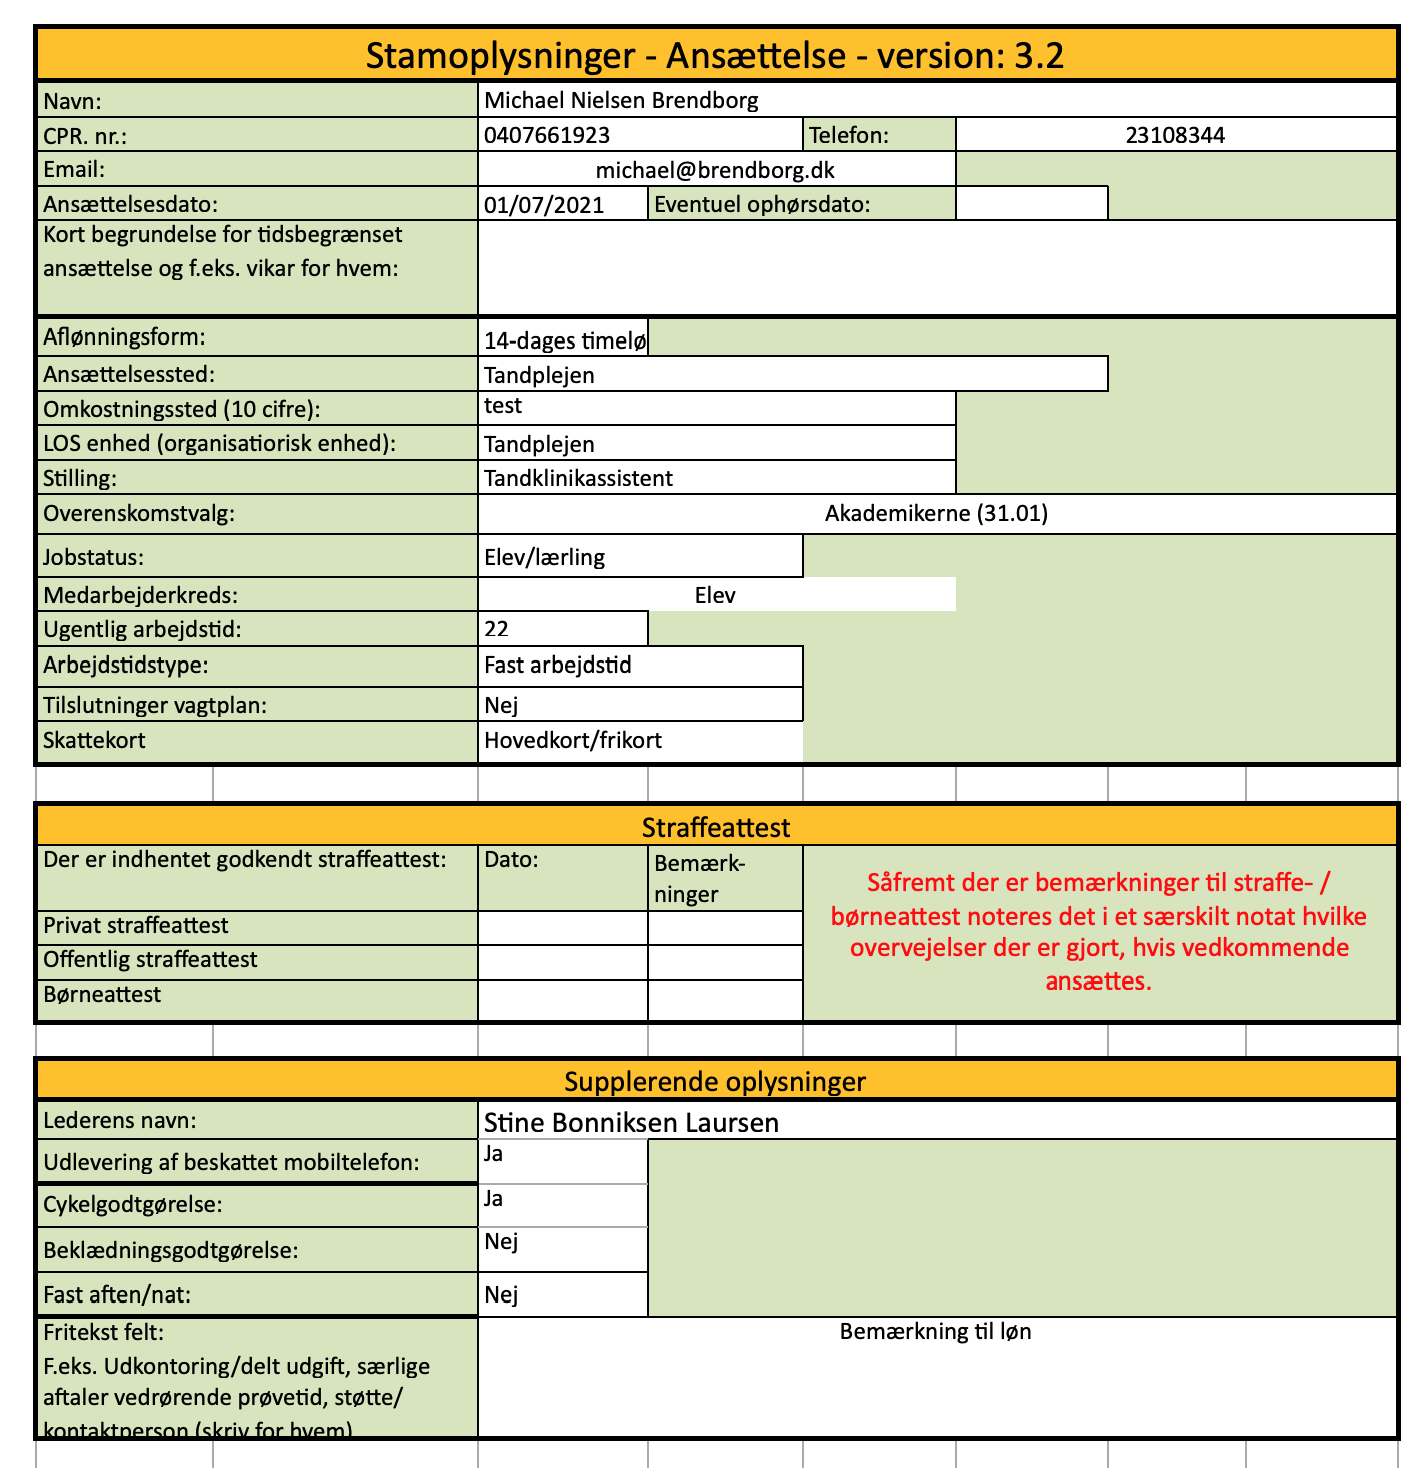 Stamoplysninger - Ansættelse - version: 3.2
Navn: Michael Nielsen Brendborg
CPR. nr.: 0407661923 Telefon: 23108344
Email: michael@brendborg.dk
Ansættelsesdato: 01/07/2021 Eventuel ophørsdato:
Kort begrundelse for tidsbegrænset
ansættelse og f.eks. vikar for hvem:
Aflønningsform: 14-dages timelø
Ansættelsessted: Tandplejen
Omkostningssted (10 cifre): test
LOS enhed (organisatiorisk enhed): Tandplejen
Stilling: Tandklinikassistent
Overenskomstvalg: Akademikerne (31.01)
Jobstatus: Elev/lærling
Medarbejderkreds: Elev
Ugentlig arbejdstid: 22
Arbejdstidstype: Fast arbejdstid
Tilslutninger vagtplan: Nej
Skattekort Hovedkort/frikort
Straffeattest
Der er indhentet godkendt straffeattest: Dato: Bemærk-
ninger
Privat straffeattest
Offentlig straffeattest
Børneattest
Såfremt der er bemærkninger til straffe- /
børneattest noteres det i et særskilt notat hvilke
overvejelser der er gjort, hvis vedkommende
ansættes.
Supplerende oplysninger
Lederens navn: Stine Bonniksen Laursen
Udlevering af beskattet mobiltelefon: Ja
Cykelgodtgørelse: Ja
Beklædningsgodtgørelse: Nej
Fast aften/nat: Nej
Fritekst felt: Bemærkning til løn
F.eks. Udkontoring/delt udgift, særlige
aftaler vedrørende prøvetid, støtte/
kontaktperson (skriv for hvem)